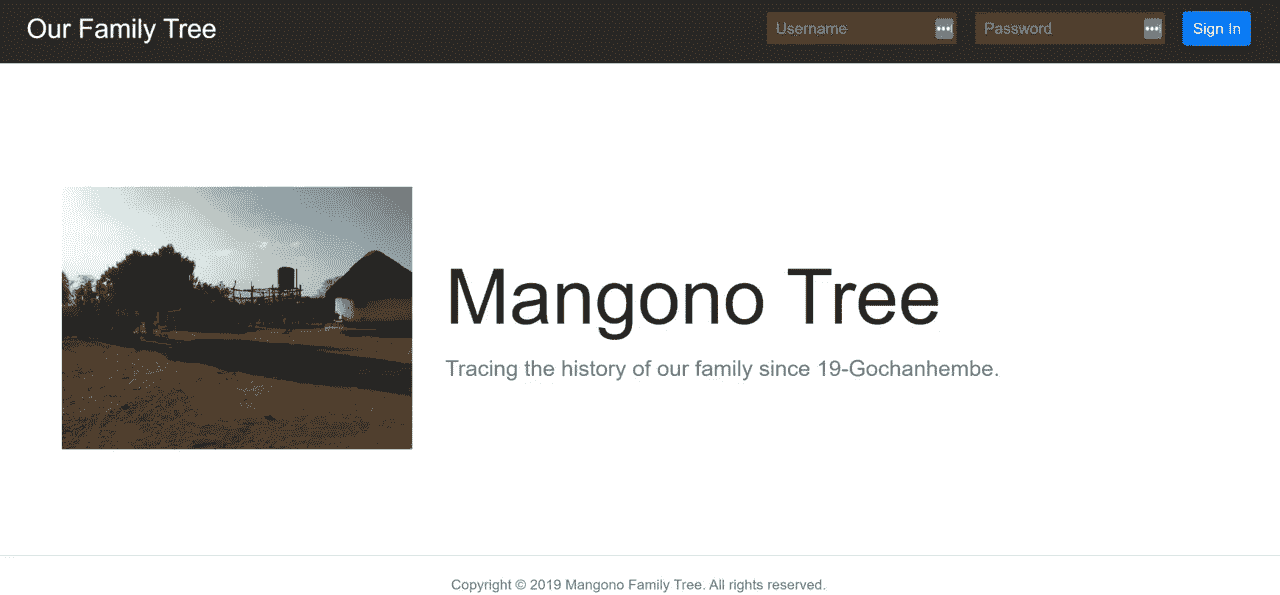 Our Family Tree
Username
Password
Sign In
Mangono Tree
Tracing the history of our family since 19-Gochanhembe.
Copyright © 2019 Mangono Family Tree. All rights reserved.